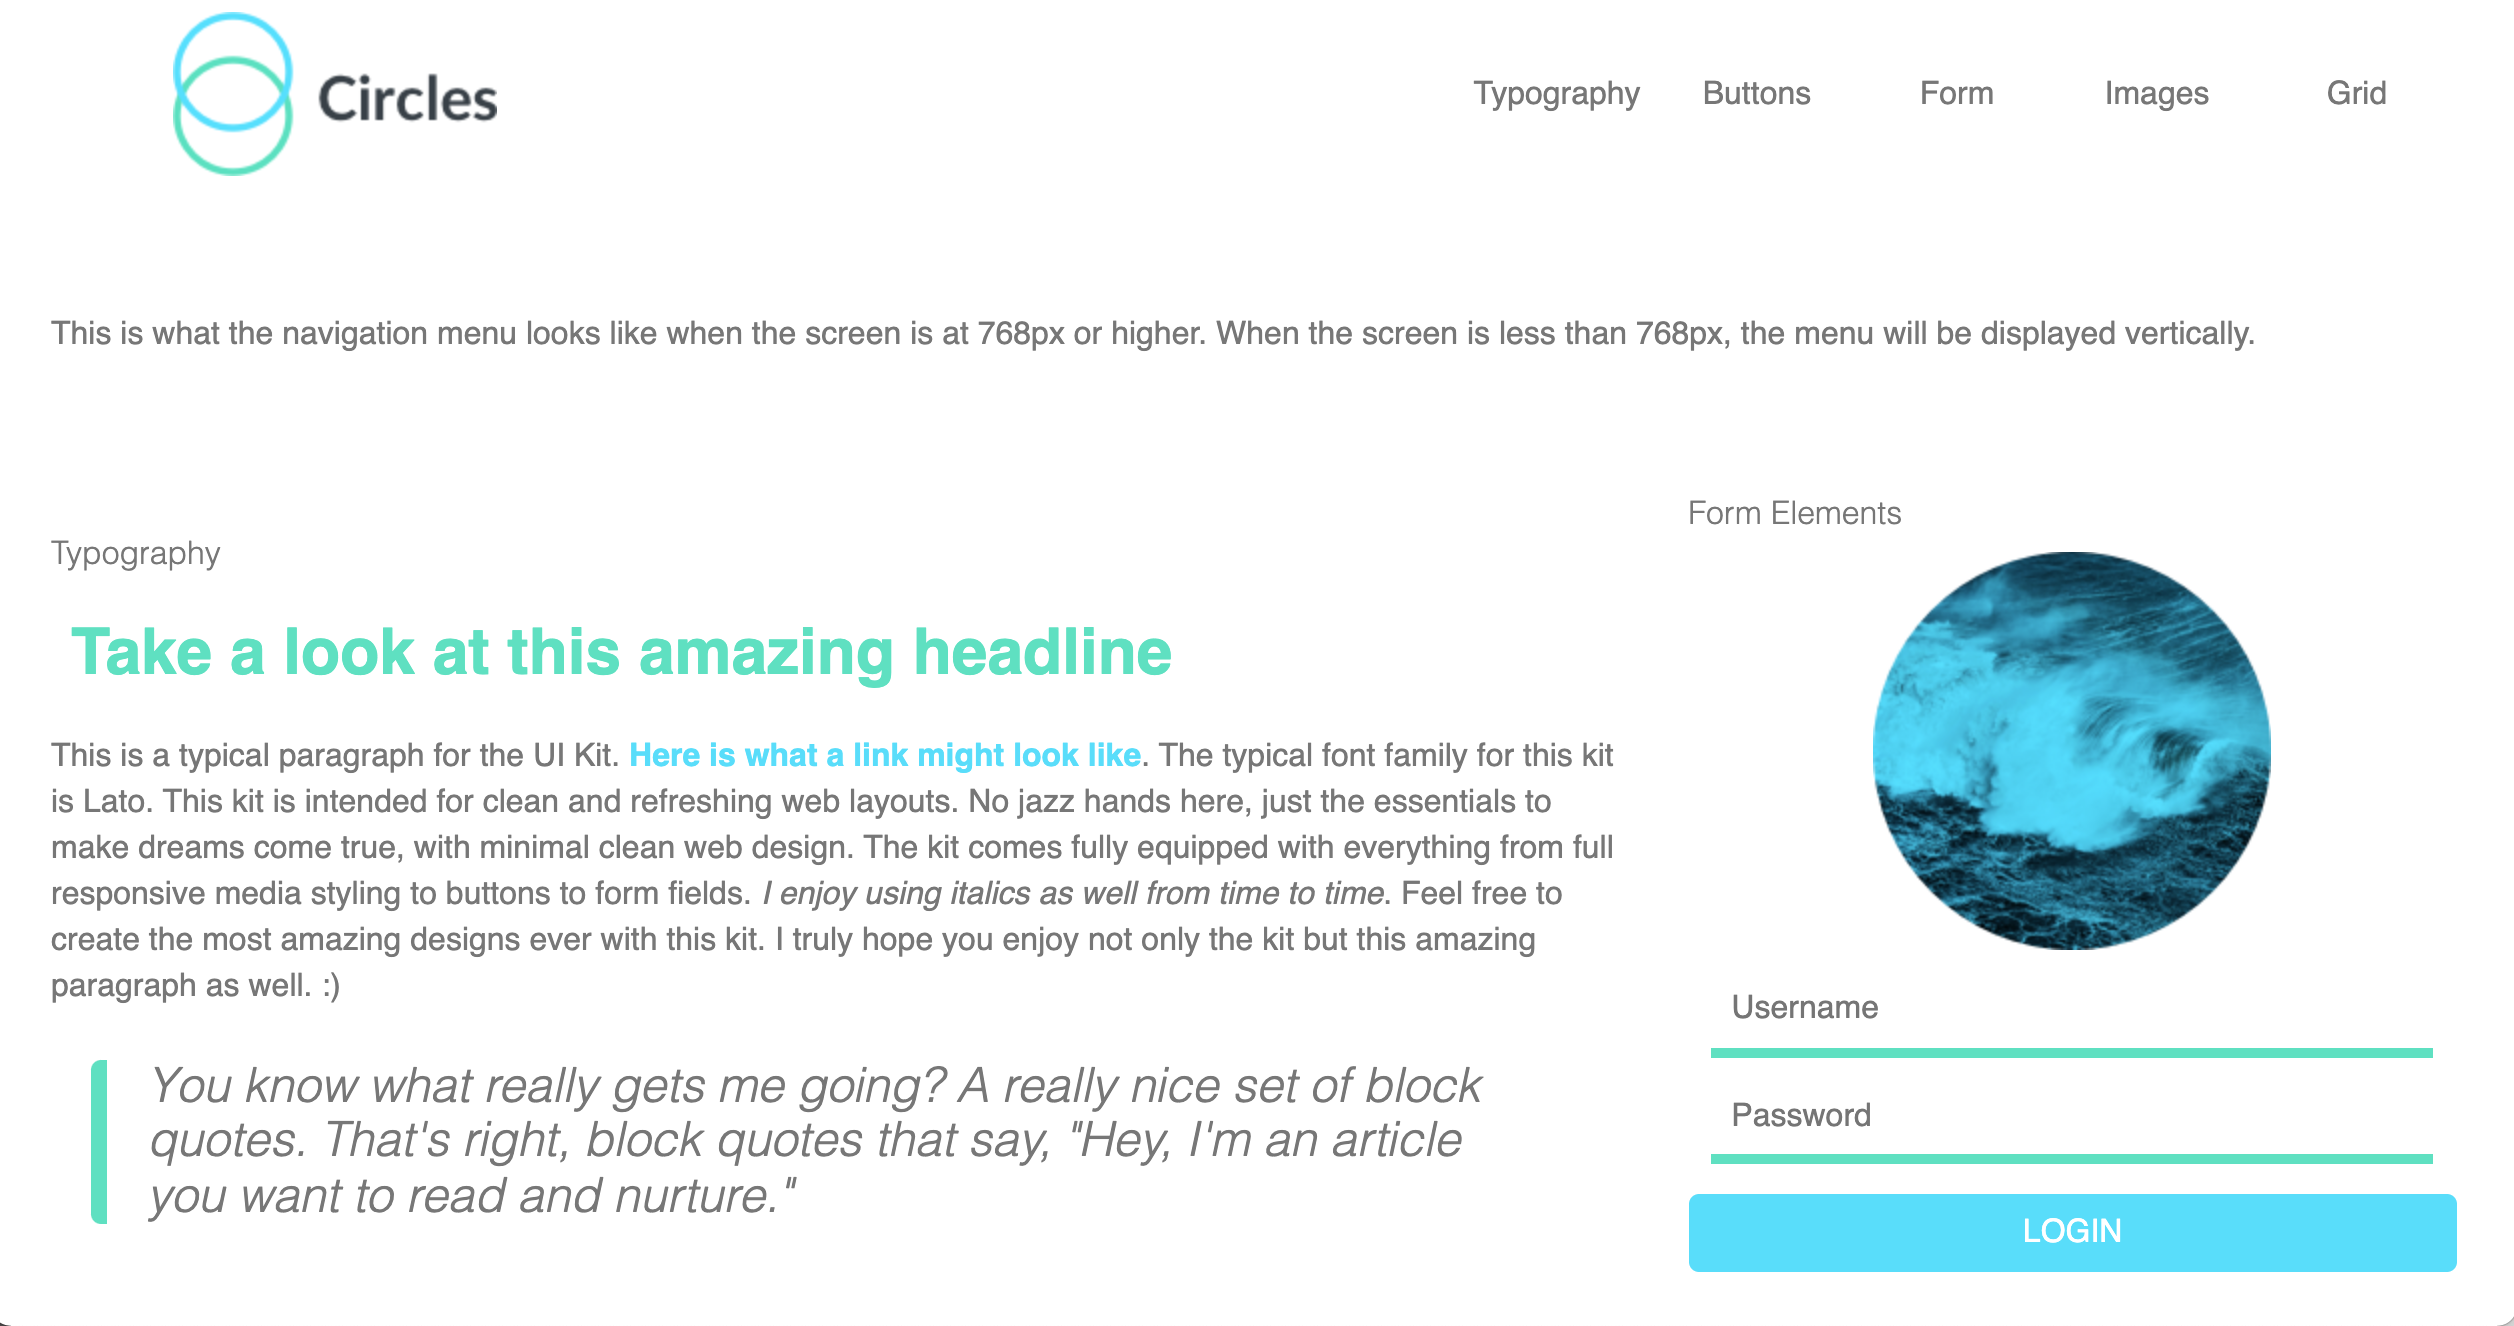 Circles
Typography Buttons Form Images Grid
This is what the navigation menu looks like when the screen is at 768px or higher. When the screen is less than 768px, the menu will be displayed vertically.
Typography
Take a look at this amazing headline
This is a typical paragraph for the UI Kit. Here is what a link might look like. The typical font family for this kit
is Lato. This kit is intended for clean and refreshing web layouts. No jazz hands here, just the essentials to
make dreams come true, with minimal clean web design. The kit comes fully equipped with everything from full
responsive media styling to buttons to form fields. I enjoy using italics as well from time to time. Feel free to
create the most amazing designs ever with this kit. I truly hope you enjoy not only the kit but this amazing
paragraph as well. :)
You know what really gets me going? A really nice set of block
quotes. That's right, block quotes that say, "Hey, I'm an article
you want to read and nurture."
Form Elements
Username
Password
LOGIN